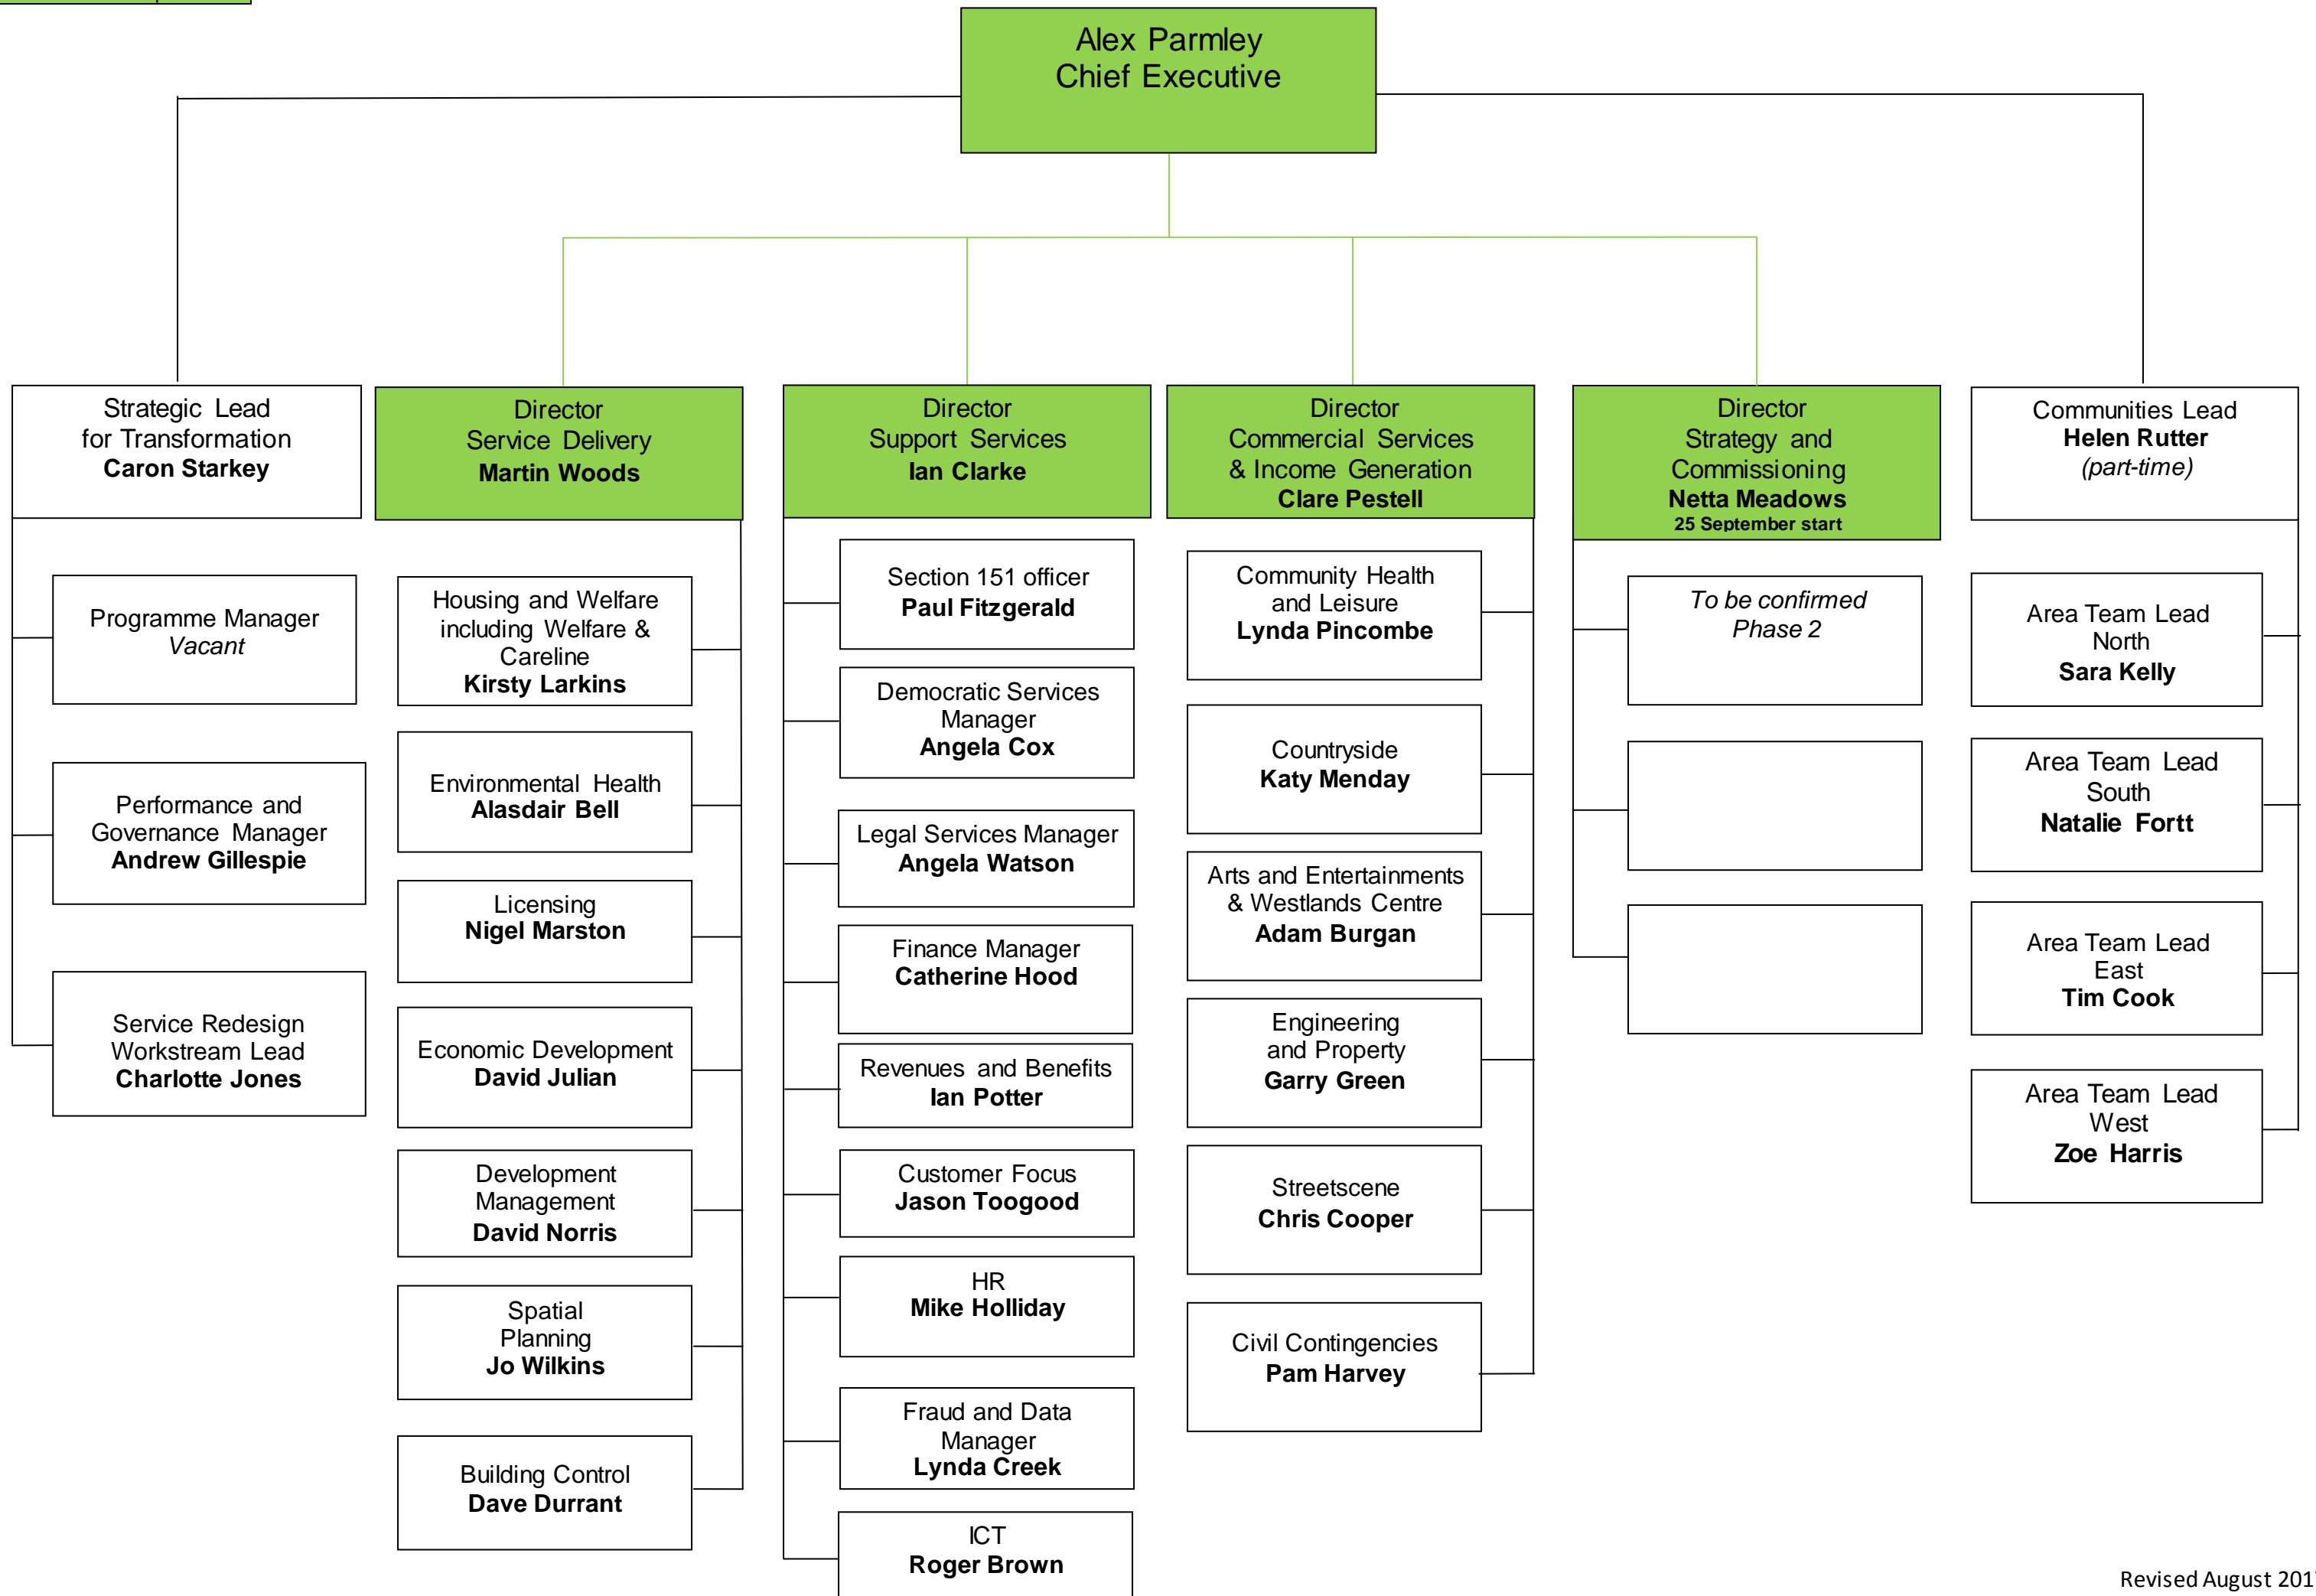 Alex Parmley
Chief Executive
Strategic Lead
for Transformation
Caron Starkey
Programme Manager
Vacant
Performance and
Governance Manager
Andrew Gillespie
Service Redesign
Workstream Lead
Charlotte Jones
Director
Service Delivery
Martin Woods
Housing and Welfare
including Welfare &
Careline
Kirsty Larkins
Environmental Health
Alasdair Bell
Licensing
Nigel Marston
Economic Development
David Julian
Development
Management
David Norris
Spatial
Planning
Jo Wilkins
Building Control
Dave Durrant
Director
Support Services
Ian Clarke
Section 151 officer
Paul Fitzgerald
Democratic Services
Manager
Angela Cox
Legal Services Manager
Angela Watson
Finance Manager
Catherine Hood
Revenues and Benefits
Ian Potter
Customer Focus
Jason Toogood
HR
Mike Holliday
Fraud and Data
Manager
Lynda Creek
ICT
Roger Brown
Director
Commercial Services
& Income Generation
Clare Pestell
Community Health
and Leisure
Lynda Pincombe
Countryside
Katy Menday
Arts and Entertainments
& Westlands Centre
Adam Burgan
Engineering
and Property
Garry Green
Streetscene
Chris Cooper
Civil Contingencies
Pam Harvey
Director
Strategy and
Commissioning
Netta Meadows
25 September start
To be confirmed
Phase 2
Communities Lead
Helen Rutter
(part-time)
Area Team Lead
North
Sara Kelly
Area Team Lead
South
Natalie Fortt
Area Team Lead
East
Tim Cook
Area Team Lead
West
Zoe Harris
Revised August